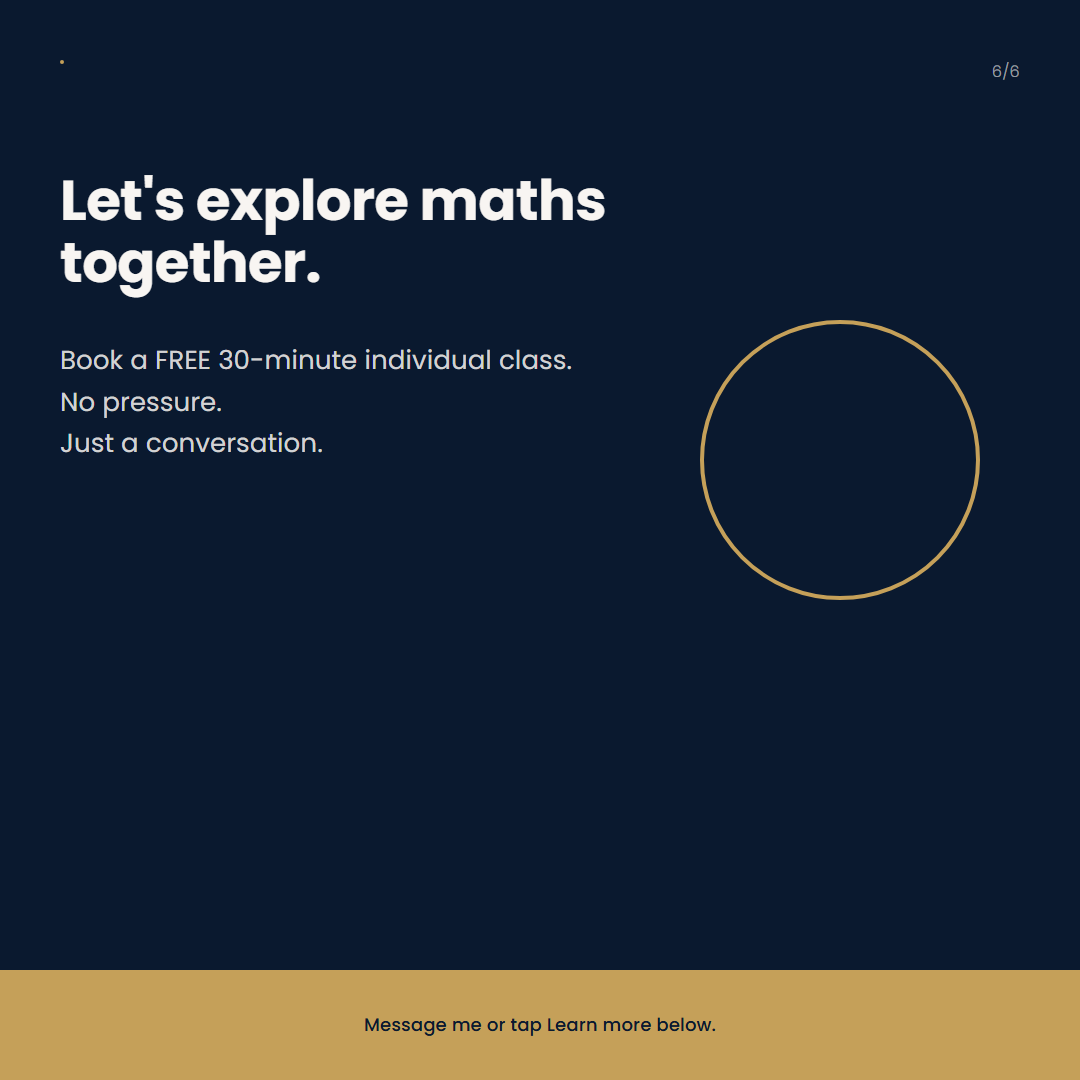 6/6
Let's explore maths
together.
Book a FREE 30-minute individual class.
No pressure.
Just a conversation.
Message me or tap Learn more below.